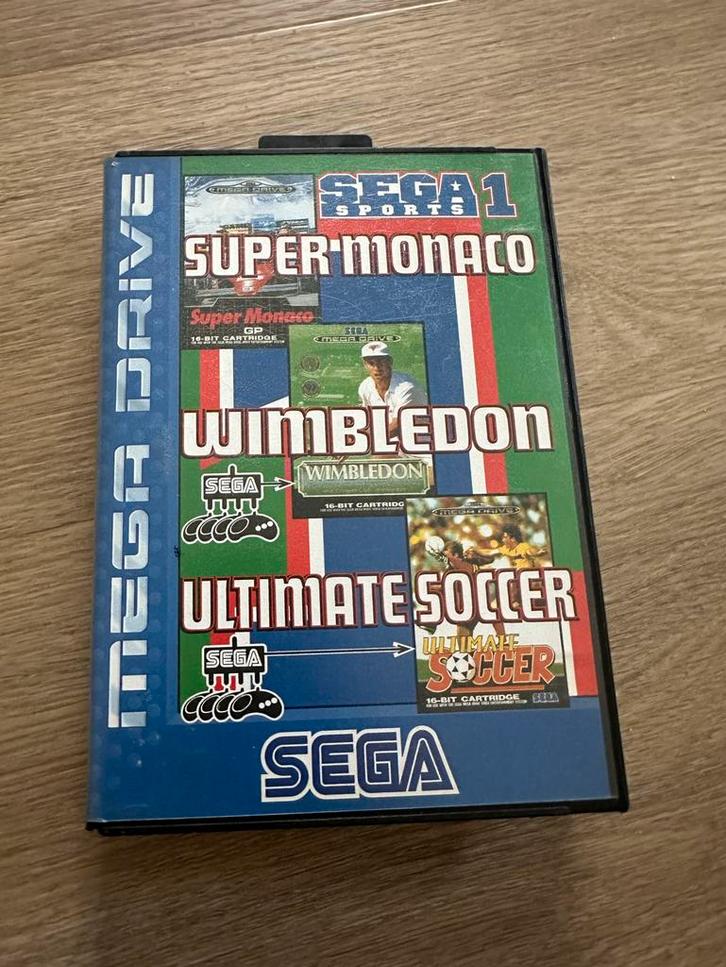 MEGA DRIVE
SEGA
SPORTS 1
MEGA DRIVE
SUPER MONACO
Super Monaco
GP
16-BIT CARTRIDGE
SEGA
MEGA DRIVE
WIMBLEDON
WIMBLEDON
SEGA
16-BIT CARTRIDG
MEGA DRIVE
ULTIMATE SOCCER
SEGA
ULTIMATE
SOCCER
16-BIT CARTRIDGE
SEGA
SEGA